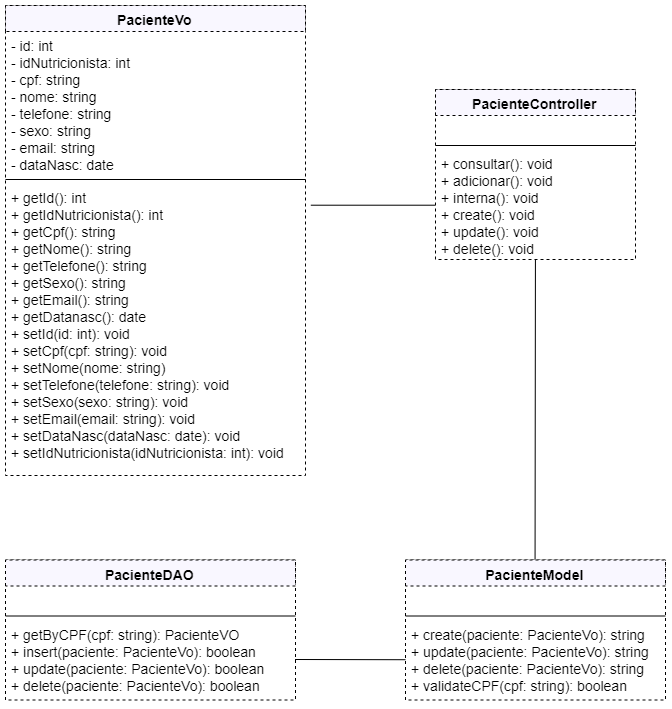 PacienteVo
- id: int
- idNutricionista: int
- cpf: string
- nome: string
- telefone: string
- sexo: string
- email: string
- dataNasc: date
+ getId(): int
+ getIdNutricionista(): int
+ getCpf(): string
+ getNome(): string
+ getTelefone(): string
+ getSexo(): string
+ getEmail(): string
+ getDatanasc(): date
+ setId(id: int): void
+ setCpf(cpf: string): void
+ setNome(nome: string)
+ setTelefone(telefone: string): void
+ setSexo(sexo: string): void
+ setEmail(email: string): void
+ setDataNasc(dataNasc: date): void
+ setIdNutricionista(idNutricionista: int): void
PacienteController
+ consultar(): void
+ adicionar(): void
+ interna(): void
+ create(): void
+ update(): void
+ delete(): void
PacienteDAO
+ getByCPF(cpf: string): PacienteVO
+ insert(paciente: PacienteVo): boolean
+ update(paciente: PacienteVo): boolean
+ delete(paciente: PacienteVo): boolean
PacienteModel
+ create(paciente: PacienteVo): string
+ update(paciente: PacienteVo): string
+ delete(paciente: PacienteVo): string
+ validateCPF(cpf: string): boolean